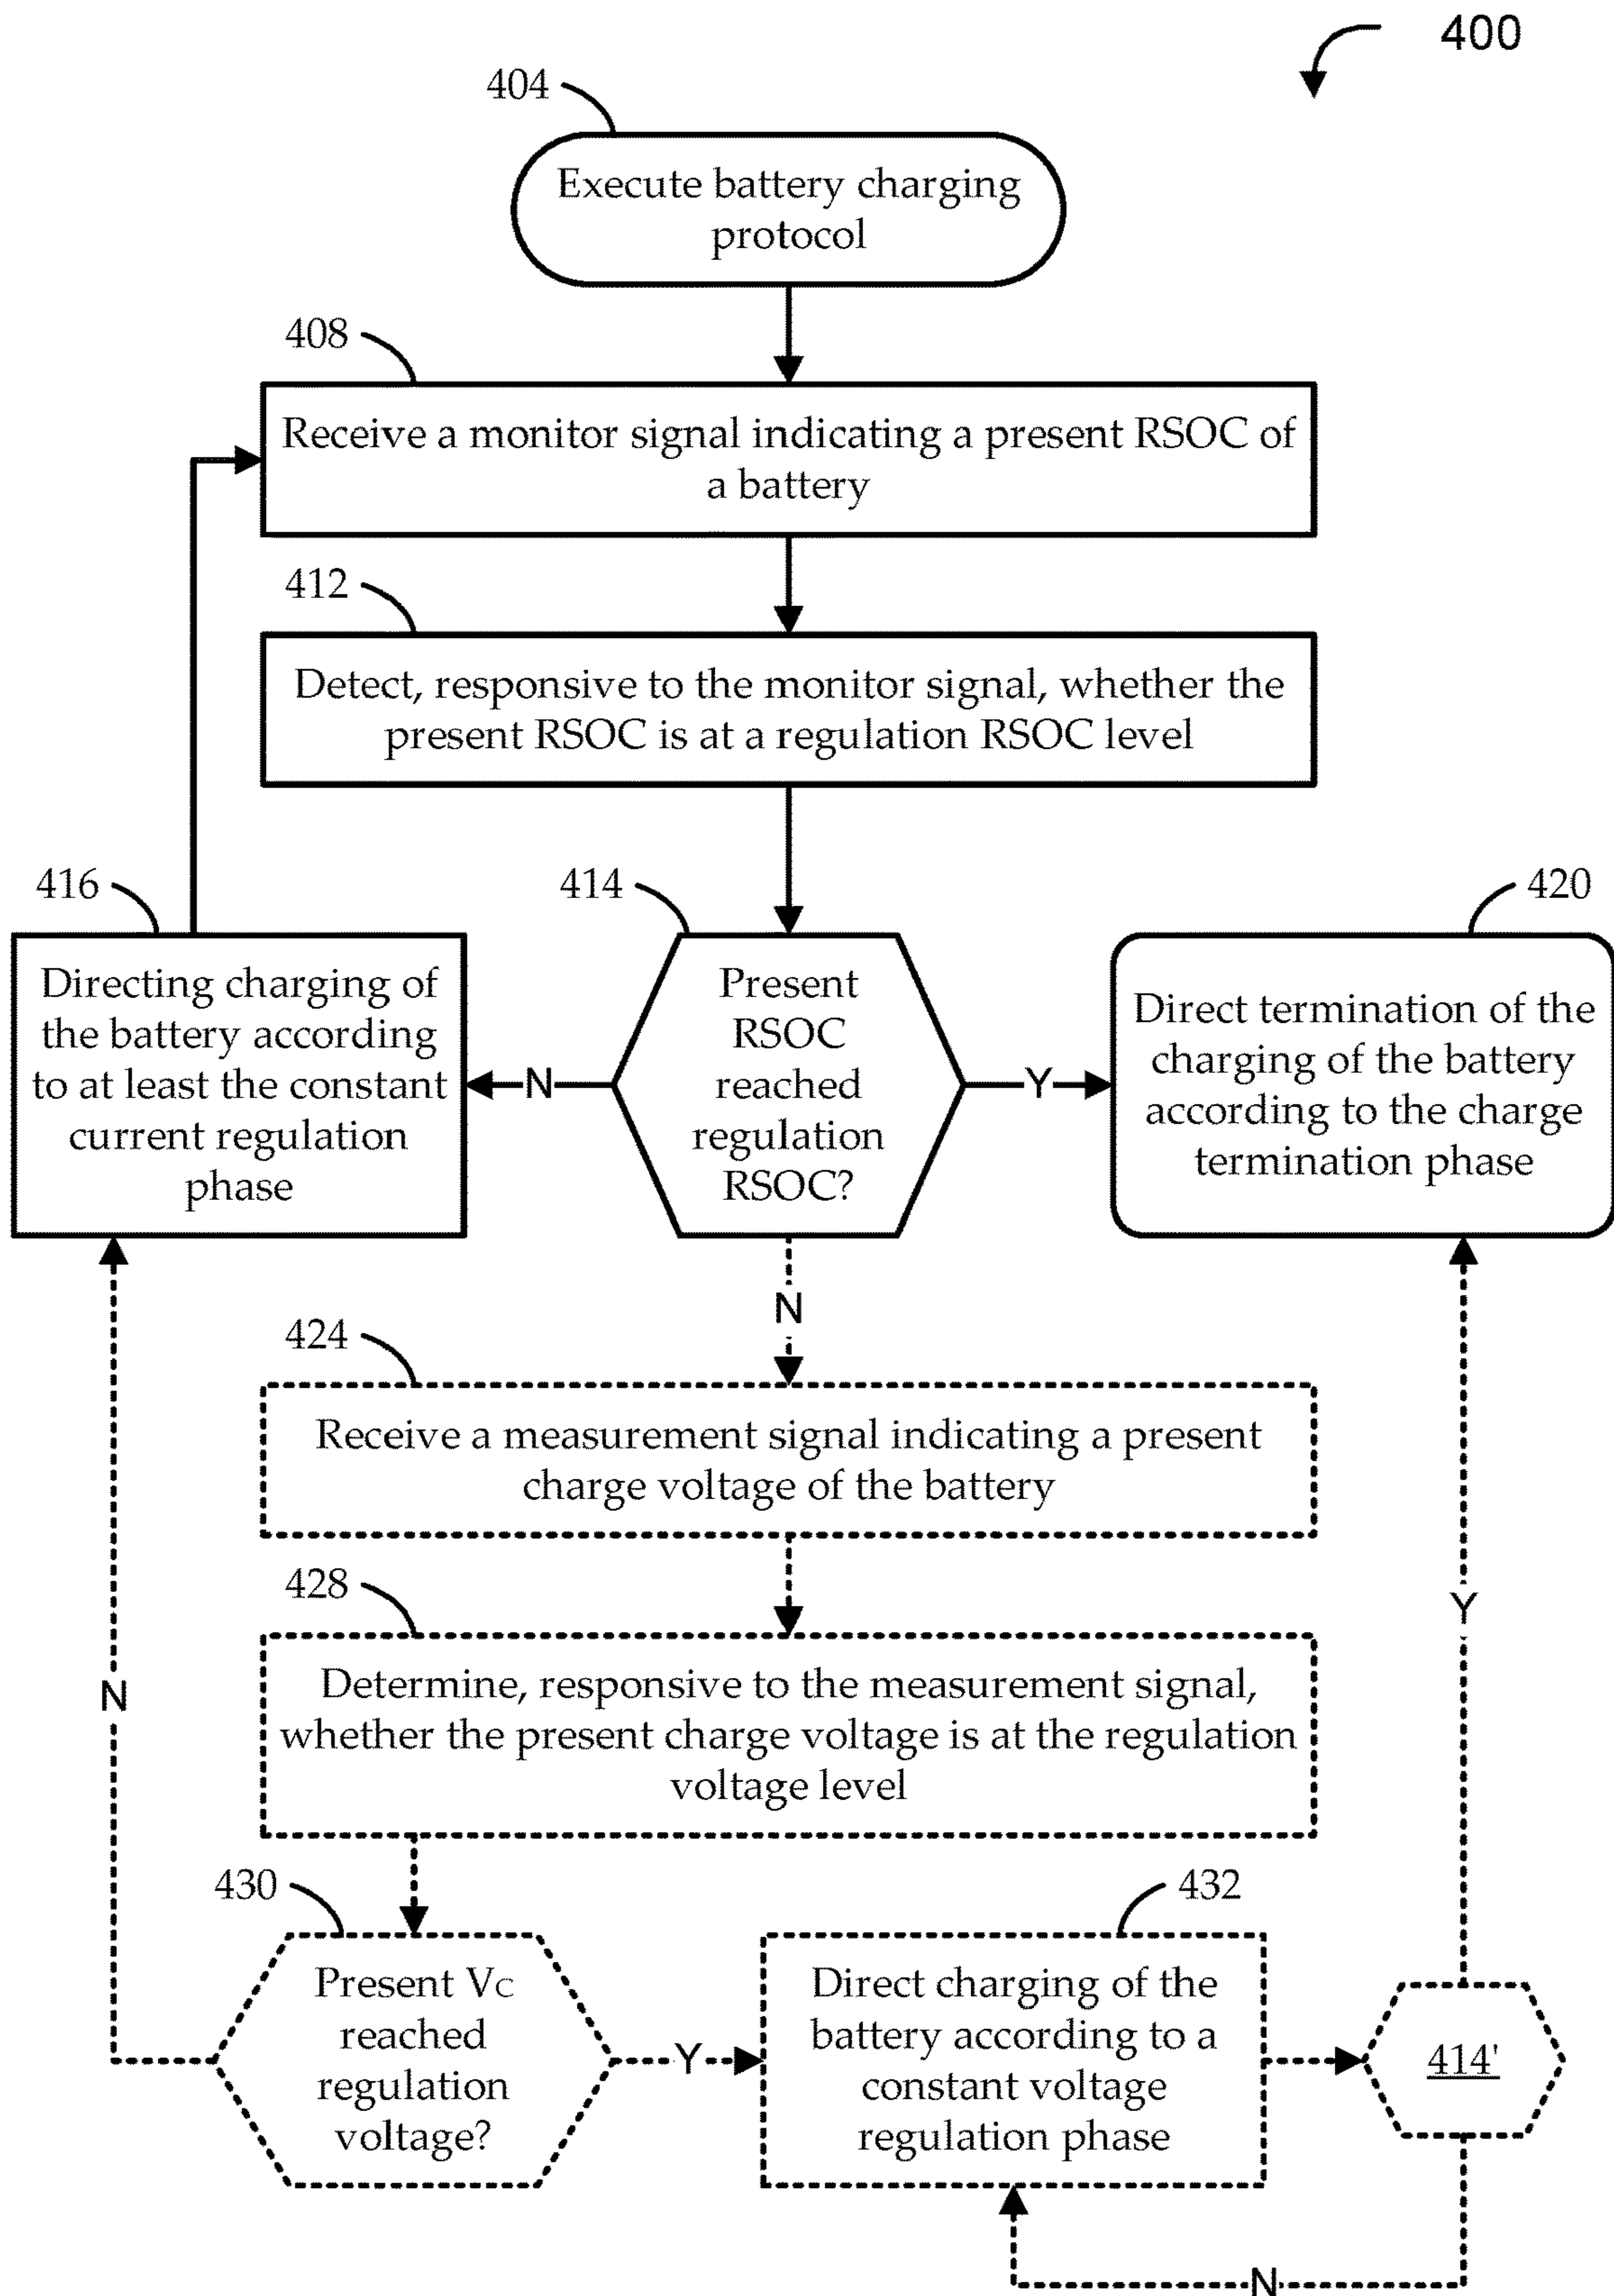 400
404
Execute battery charging
protocol
408
Receive a monitor signal indicating a present RSOC of
a battery
412
Detect, responsive to the monitor signal, whether the
present RSOC is at a regulation RSOC level
416
Directing charging of
the battery according
to at least the constant
current regulation
phase
N
414
Present
RSOC
reached
regulation
RSOC?
Y
420
Direct termination of the
charging of the battery
according to the charge
termination phase
N
424
Receive a measurement signal indicating a present
charge voltage of the battery
428
Determine, responsive to the measurement signal,
whether the present charge voltage is at the regulation
voltage level
Y
N
430
Present VC
reached
regulation
voltage?
Y
432
Direct charging of the
battery according to a
constant voltage
regulation phase
414'
N